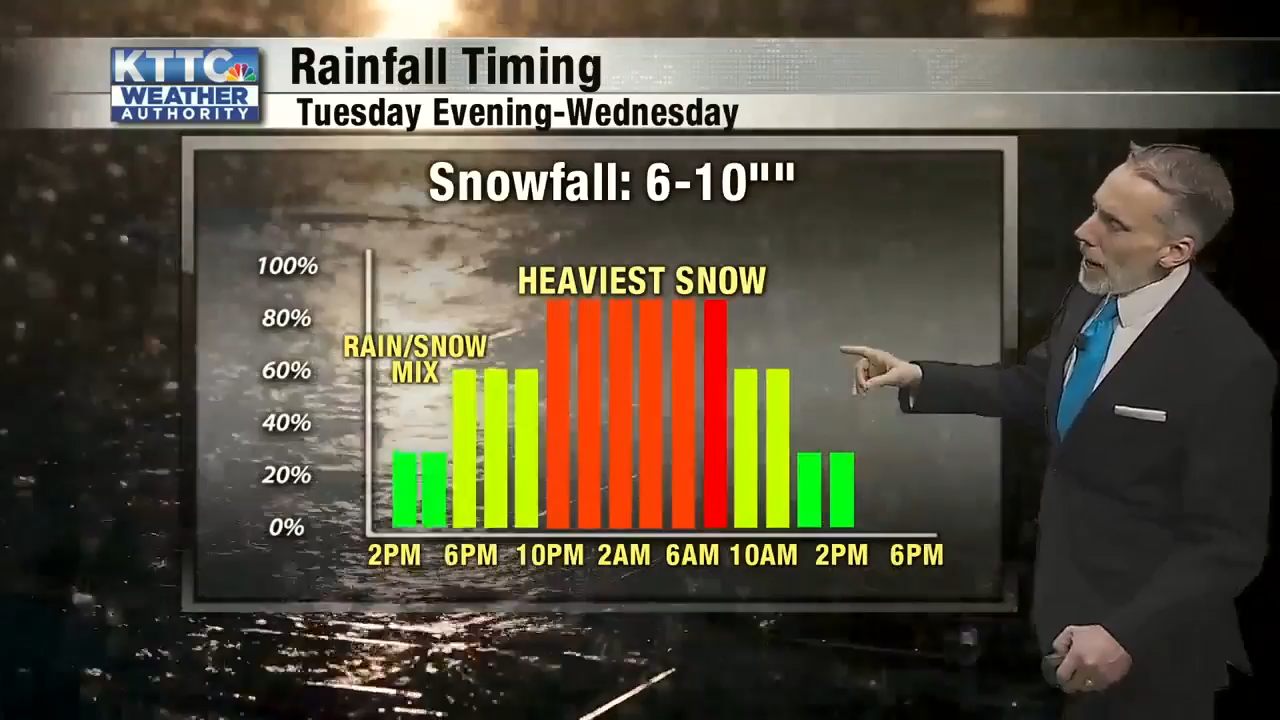 KTTC
WEATHER
AUTHORITY
Rainfall Timing
Tuesday Evening-Wednesday
Snowfall: 6-10""
100%
80%
60%
40%
20%
0%
HEAVIEST SNOW
RAIN/SNOW
MIX
2PM 6PM 10PM 2AM 6AM 10AM 2PM 6PM